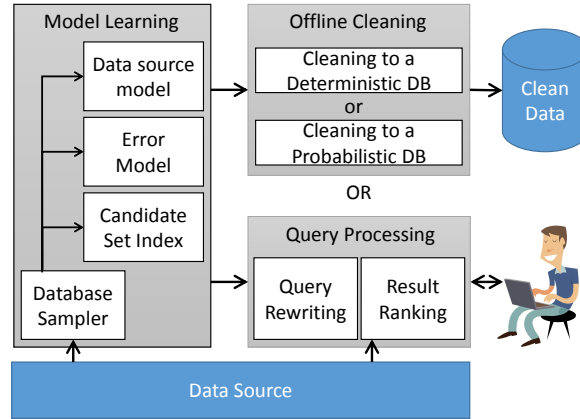 Model Learning
Data source
model
Error
Model
Candidate
Set Index
Database
Sampler
Offline Cleaning
Cleaning to a
Deterministic DB
or
Cleaning to a
Probabilistic DB
Clean
Data
OR
Query Processing
Query
Rewriting
Result
Ranking
Data Source